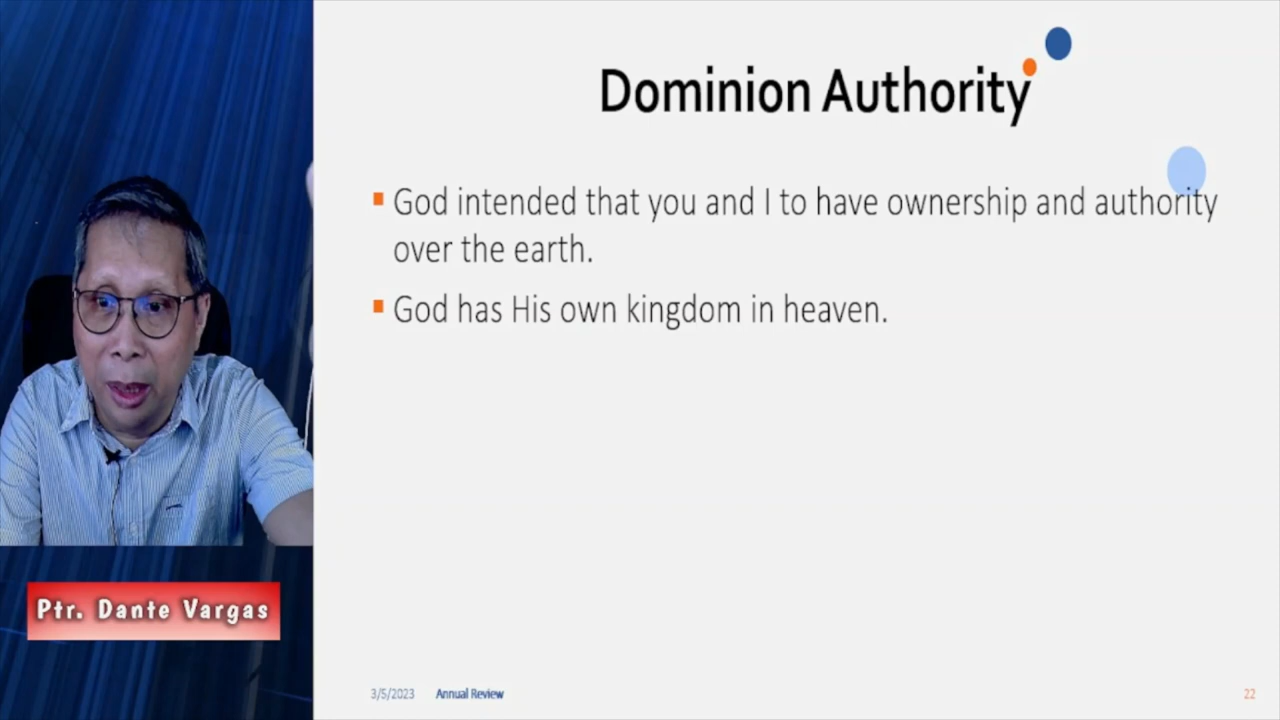 Dominion Authority
God intended that you and I to have ownership and authority
over the earth.
God has His own kingdom in heaven.
Ptr. Dante Vargas
3/5/2023 Annual Review 22